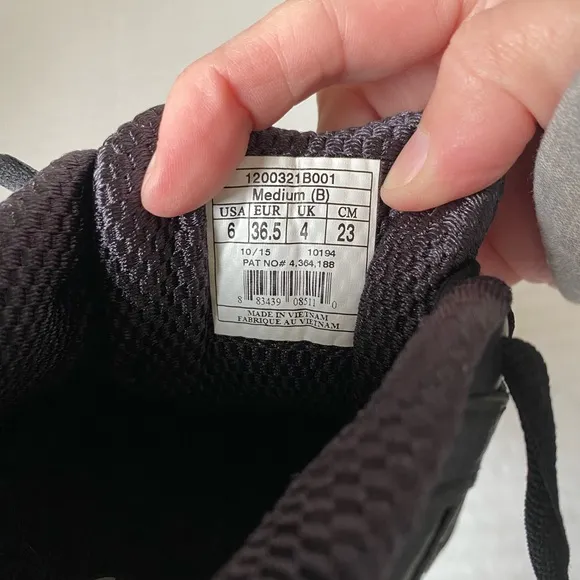 1200321B001
Medium (B)
USA EUR UK CM
6 36.5 4 23
10/15 10194
PAT NO# 4,364,188
8 83439 08511 0
MADE IN VIETNAM
FABRIQUE AU VIETNAM